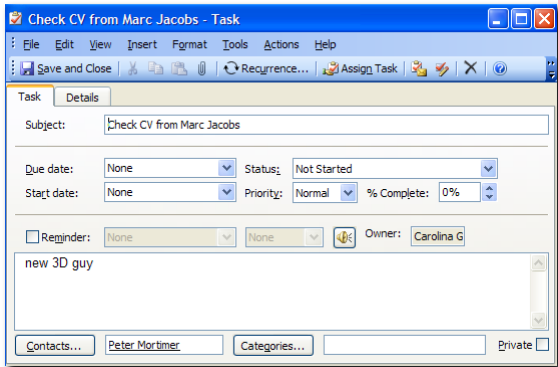 Check CV from Marc Jacobs - Task
File Edit View Insert Format Tools Actions Help
Save and Close Recurrence... Assign Task
Task Details
Subject: Check CV from Marc Jacobs
Due date: None Status: Not Started
Start date: None Priority: Normal % Complete: 0%
Reminder: None None Owner: Carolina G
new 3D guy
Contacts... Peter Mortimer Categories... Private